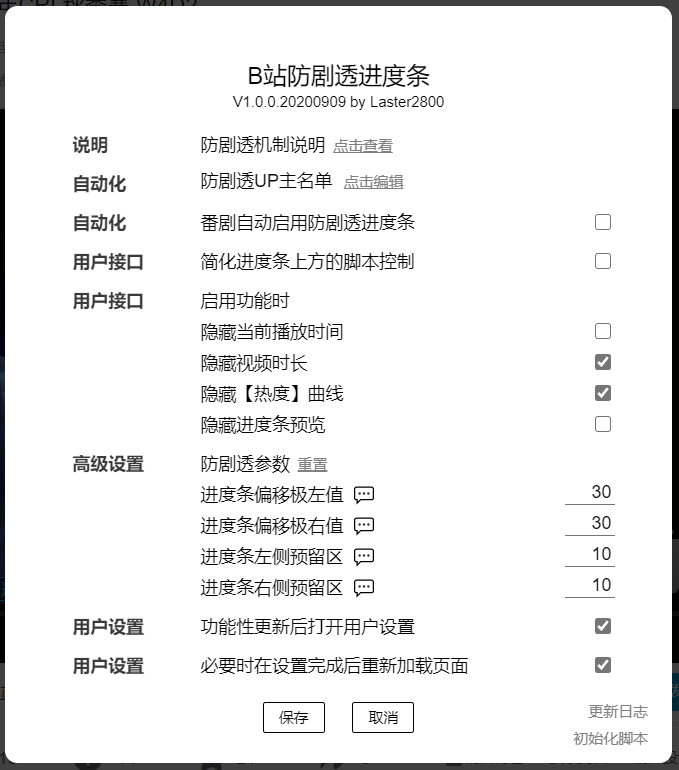 B站防剧透进度条
V1.0.0.20200909 by Laster2800
说明 防剧透机制说明 点击查看
自动化 防剧透UP主名单 点击编辑
自动化 番剧自动启用防剧透进度条
用户接口 简化进度条上方的脚本控制
用户接口 启用功能时
隐藏当前播放时间
隐藏视频时长
隐藏【热度】曲线
隐藏进度条预览
高级设置 防剧透参数 重置
进度条偏移极左值 30
进度条偏移极右值 30
进度条左侧预留区 10
进度条右侧预留区 10
用户设置 功能性更新后打开用户设置
用户设置 必要时在设置完成后重新加载页面
保存 取消
更新日志
初始化脚本